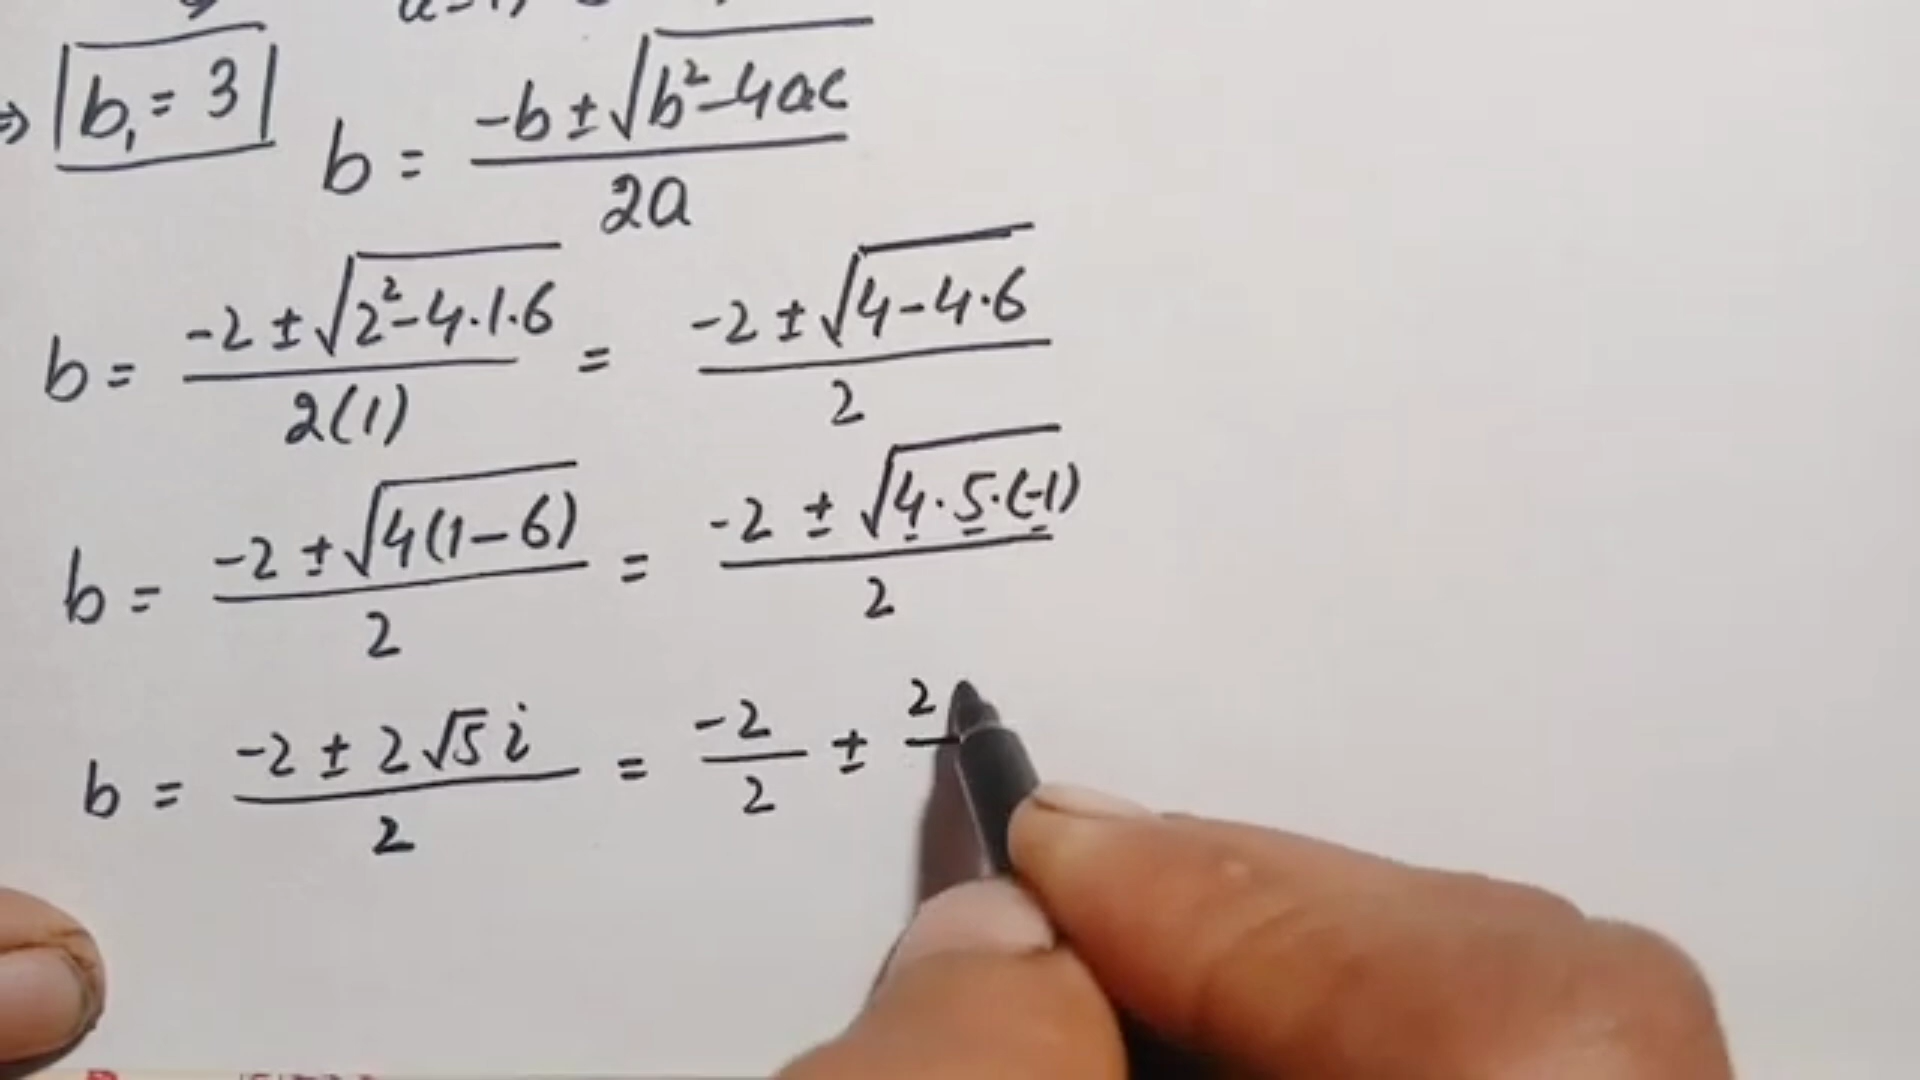 ⇒ b₁ = 3
b = (-b ± √(b² - 4ac)) / 2a
b = (-2 ± √(2² - 4·1·6)) / 2(1) = (-2 ± √(4 - 4·6)) / 2
b = (-2 ± √(4(1 - 6))) / 2 = (-2 ± √(4·5·(-1))) / 2
b = (-2 ± 2√5 i) / 2 = -2/2 ± 2